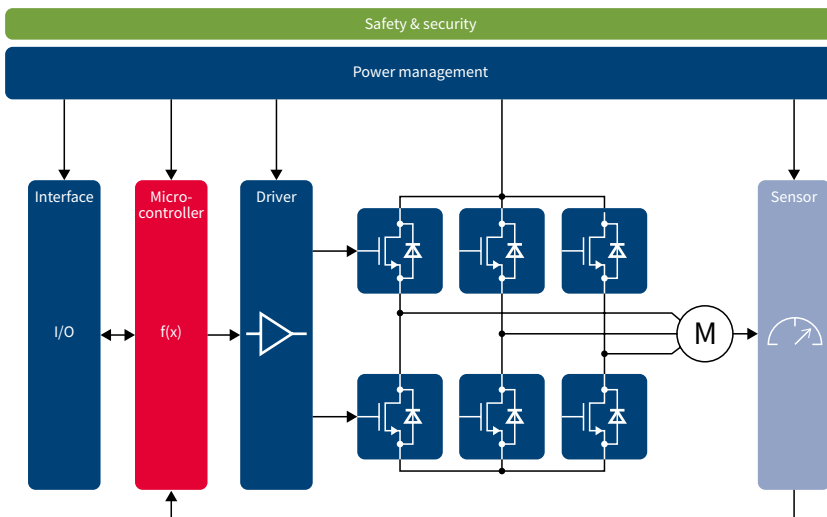 Safety & security
Power management
Interface
Micro-
controller
Driver
Sensor
I/O
f(x)
M